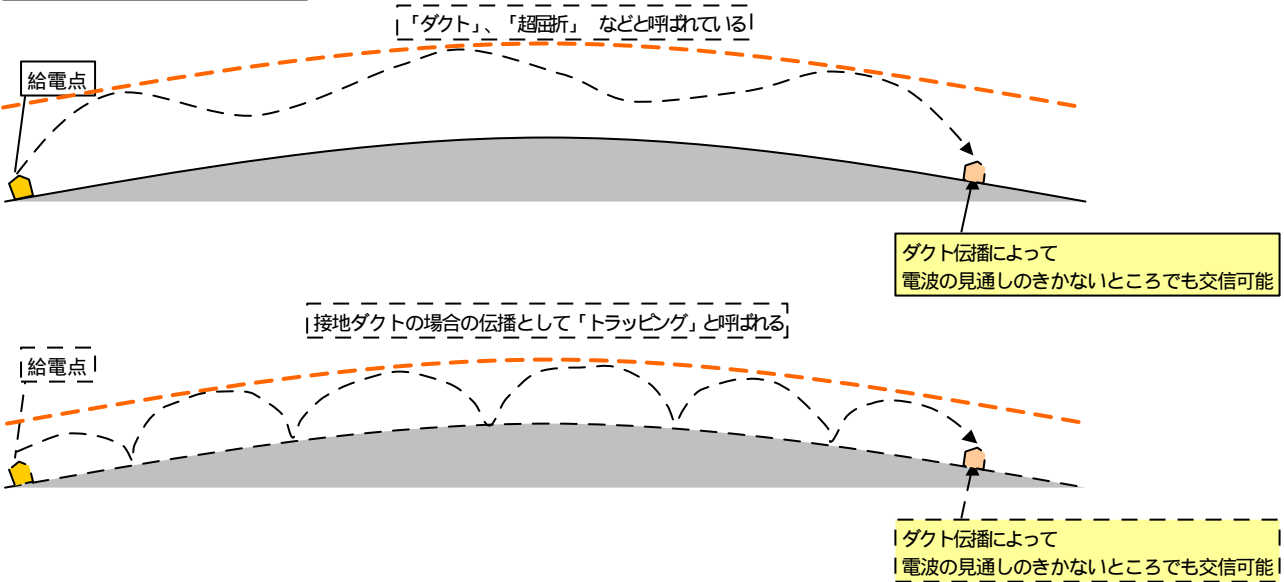 「ダクト」、「超屈折」 などと呼ばれている
給電点
ダクト伝播によって
電波の見通しのきかないところでも交信可能
接地ダクトの場合の伝播として「トラッピング」と呼ばれる
給電点
ダクト伝播によって
電波の見通しのきかないところでも交信可能